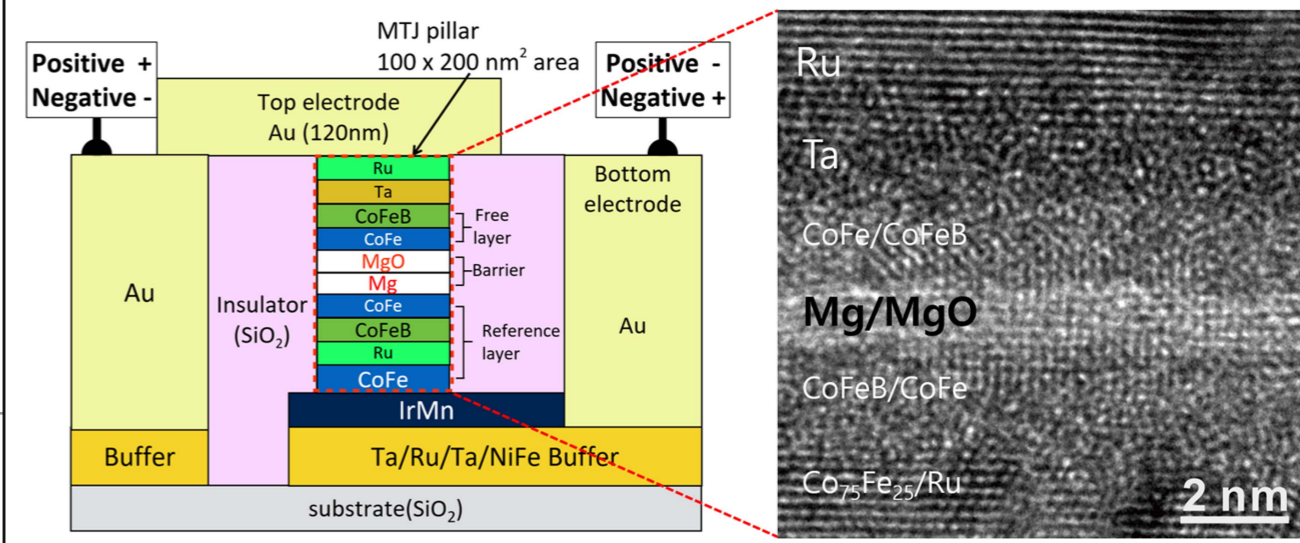 MTJ pillar
100 x 200 nm² area
Positive +
Negative -
Positive -
Negative +
Top electrode
Au (120nm)
Ru
Ta
CoFeB
CoFe
MgO
Mg
CoFe
CoFeB
Ru
CoFe
Free
layer
Barrier
Reference
layer
Bottom
electrode
Au
Insulator
(SiO₂)
Au
IrMn
Buffer
Ta/Ru/Ta/NiFe Buffer
substrate(SiO₂)
Ru
Ta
CoFe/CoFeB
Mg/MgO
CoFeB/CoFe
Co₇₅Fe₂₅/Ru
2 nm